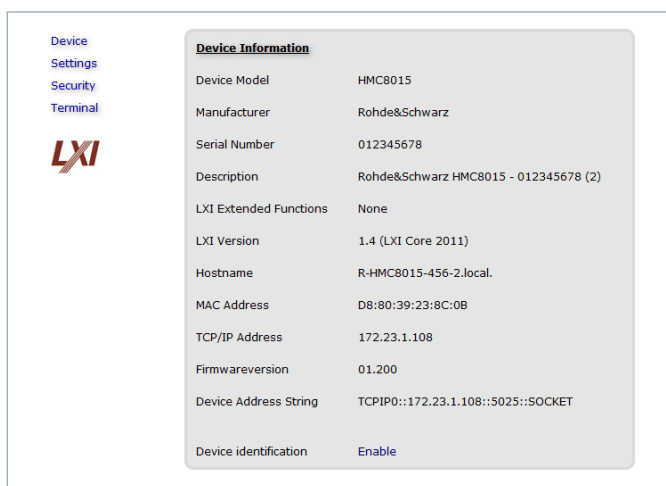 Device
Settings
Security
Terminal
LXI
Device Information
Device Model HMC8015
Manufacturer Rohde&Schwarz
Serial Number 012345678
Description Rohde&Schwarz HMC8015 - 012345678 (2)
LXI Extended Functions None
LXI Version 1.4 (LXI Core 2011)
Hostname R-HMC8015-456-2.local.
MAC Address D8:80:39:23:8C:0B
TCP/IP Address 172.23.1.108
Firmwareversion 01.200
Device Address String TCPIP0::172.23.1.108::5025::SOCKET
Device identification Enable